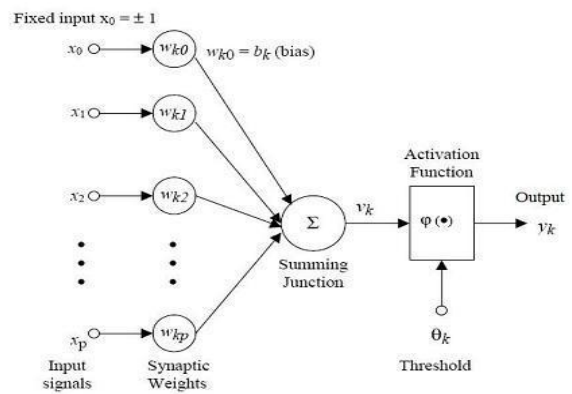 Fixed input x₀ = ± 1
x₀
wk0
wk0 = bk (bias)
x₁
wk1
x₂
wk2
Σ
Summing
Junction
vk
Activation
Function
φ (•)
Output
yk
θk
Threshold
xp
wkp
Input
signals
Synaptic
Weights